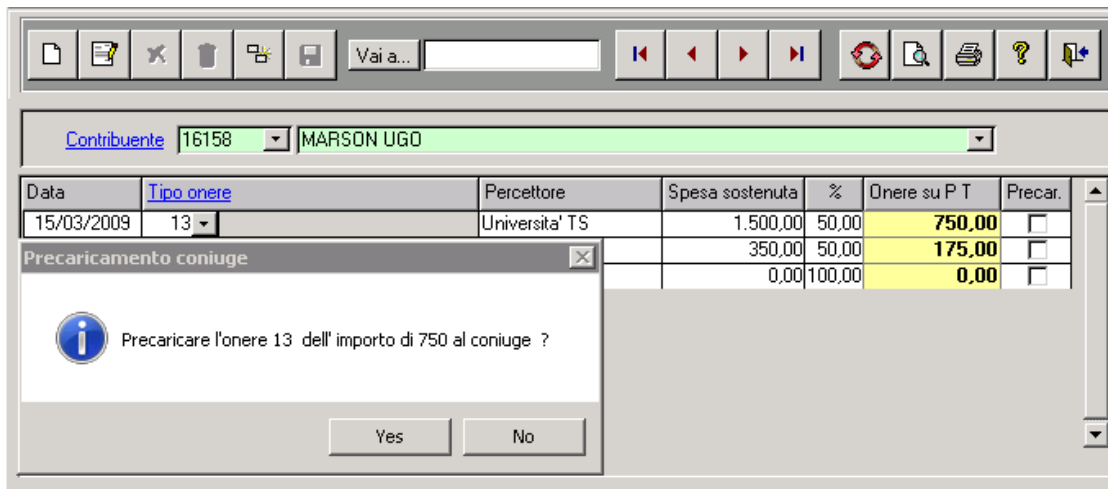 Vai a...
Contribuente 16158 MARSON UGO
Data Tipo onere Percettore Spesa sostenuta % Onere su P T Precar.
15/03/2009 13 Universita' TS 1.500,00 50,00 750,00
350,00 50,00 175,00
0,00 100,00 0,00
Precaricamento coniuge
Precaricare l'onere 13 dell' importo di 750 al coniuge ?
Yes No